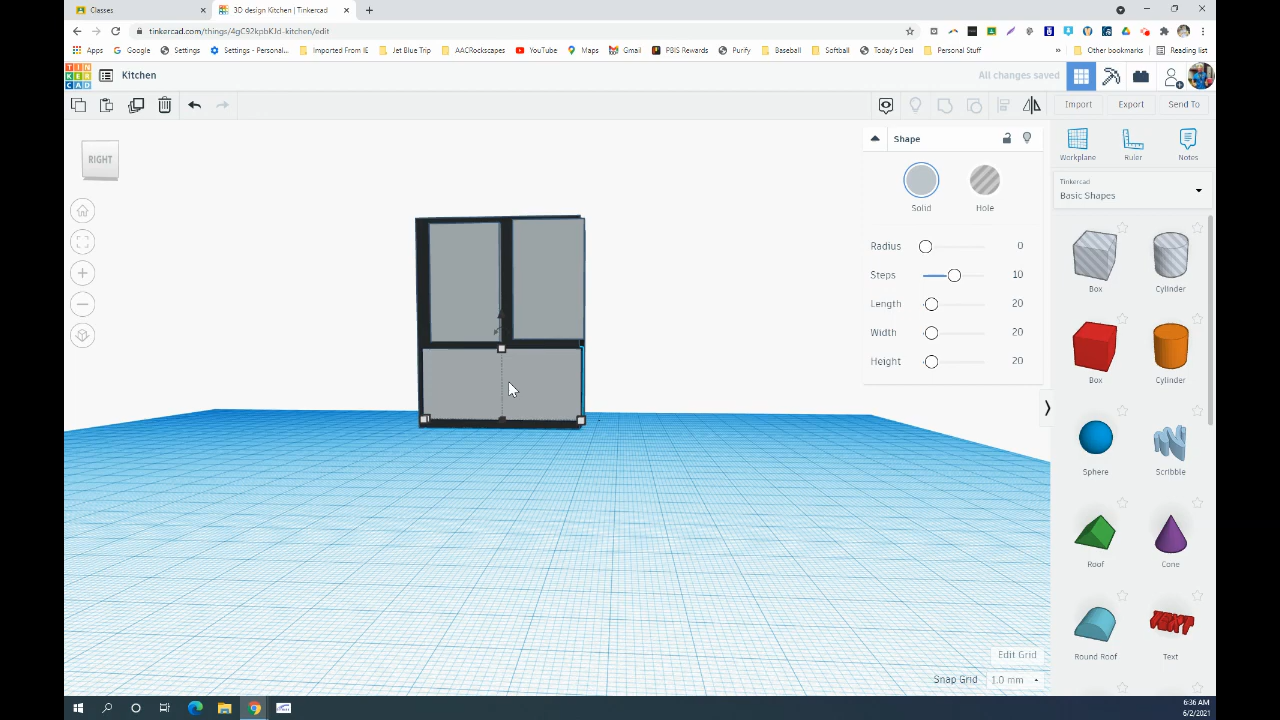 Classes
3D design Kitchen | Tinkercad
tinkercad.com/things/4gC92kpbKJd-kitchen/edit
Apps
Google
Settings
Settings - Personal...
Imported From IE
Jet Blue Trip
AACRoadscapes
YouTube
Maps
Gmail
PBIS Rewards
Purify
Baseball
Softball
Today's Deal
Personal Stuff
»
Other bookmarks
Reading list
TINKERCAD
Kitchen
All changes saved
Import
Export
Send To
RIGHT
Shape
Solid
Hole
Radius 0
Steps 10
Length 20
Width 20
Height 20
Workplane
Ruler
Notes
Tinkercad
Basic Shapes
Box
Cylinder
Box
Cylinder
Sphere
Scribble
Roof
Cone
TEXT
Round Roof
Text
Edit Grid
Snap Grid 1.0 mm
6:36 AM
6/2/2021